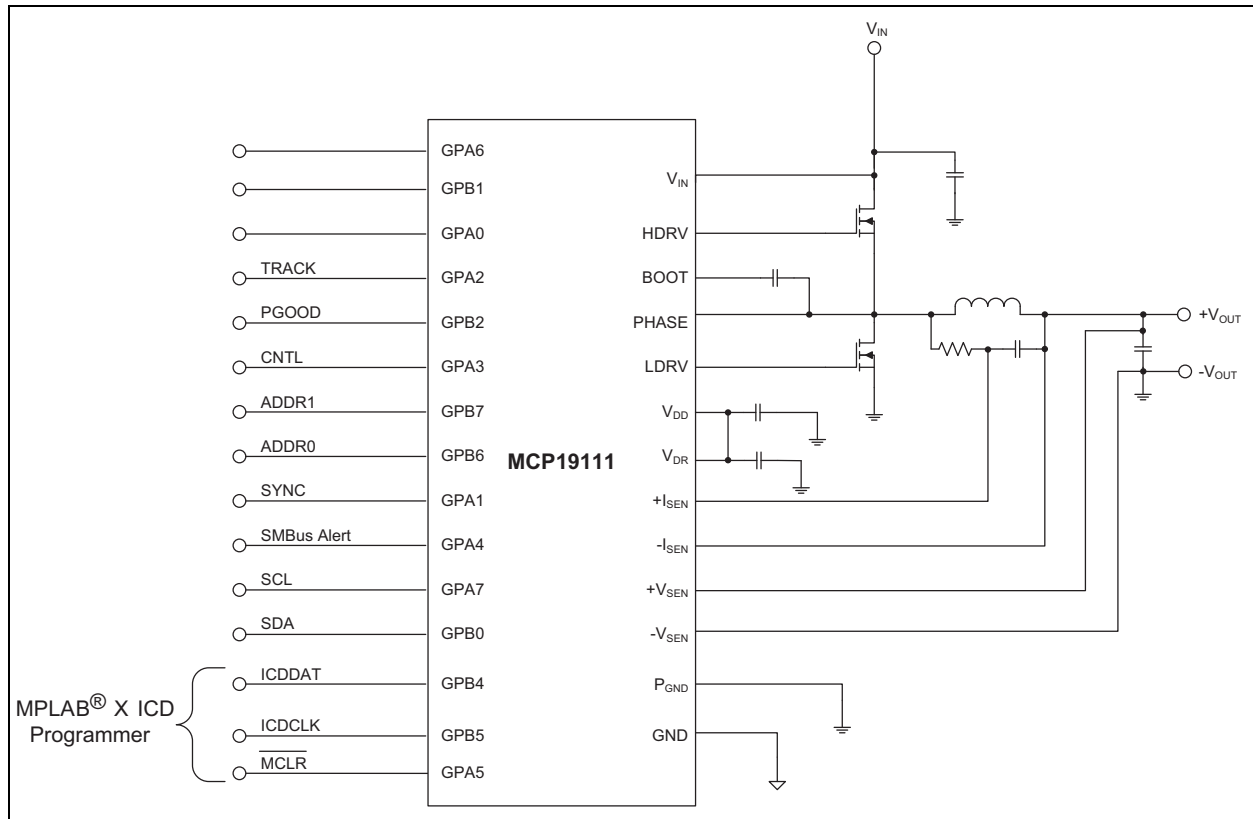 VIN
GPA6
GPB1
GPA0
TRACK GPA2
PGOOD GPB2
CNTL GPA3
ADDR1 GPB7
ADDR0 GPB6
SYNC GPA1
SMBus Alert GPA4
SCL GPA7
SDA GPB0
ICDDAT GPB4
ICDCLK GPB5
MCLR GPA5
MPLAB® X ICD
Programmer
MCP19111
VIN
HDRV
BOOT
PHASE
LDRV
VDD
VDR
+ISEN
-ISEN
+VSEN
-VSEN
PGND
GND
+VOUT
-VOUT